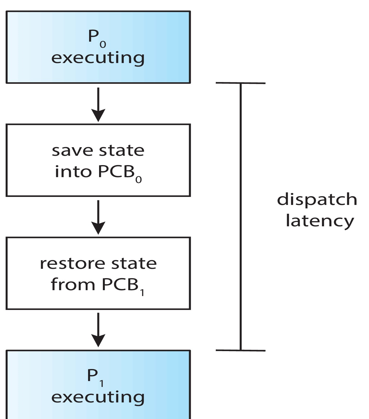 P₀
executing
save state
into PCB₀
dispatch
latency
restore state
from PCB₁
P₁
executing